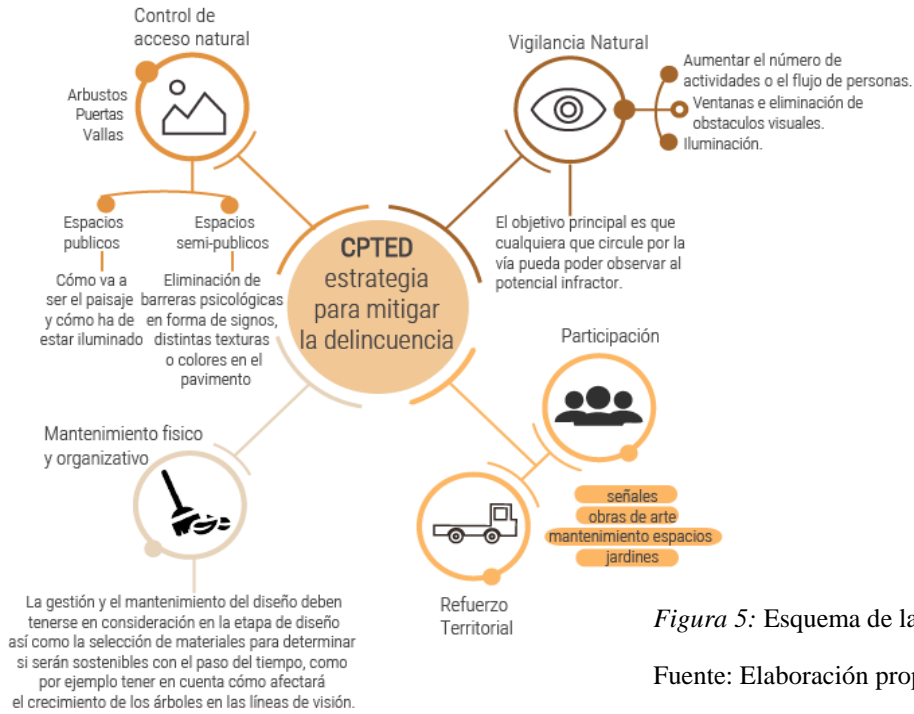 Control de
acceso natural
Arbustos
Puertas
Vallas
Espacios
publicos
Cómo va a
ser el paisaje
y cómo ha de
estar iluminado
Espacios
semi-publicos
Eliminación de
barreras psicológicas
en forma de signos,
distintas texturas
o colores en el
pavimento
Vigilancia Natural
Aumentar el número de
actividades o el flujo de personas.
Ventanas e eliminación de
obstaculos visuales.
Iluminación.
El objetivo principal es que
cualquiera que circule por la
vía pueda poder observar al
potencial infractor.
CPTED
estrategia
para mitigar
la delincuencia
Participación
señales
obras de arte
mantenimiento espacios
jardines
Refuerzo
Territorial
Mantenimiento fisico
y organizativo
La gestión y el mantenimiento del diseño deben
tenerse en consideración en la etapa de diseño
así como la selección de materiales para determinar
si serán sostenibles con el paso del tiempo, como
por ejemplo tener en cuenta cómo afectará
el crecimiento de los árboles en las líneas de visión.
Figura 5: Esquema de la
Fuente: Elaboración prop